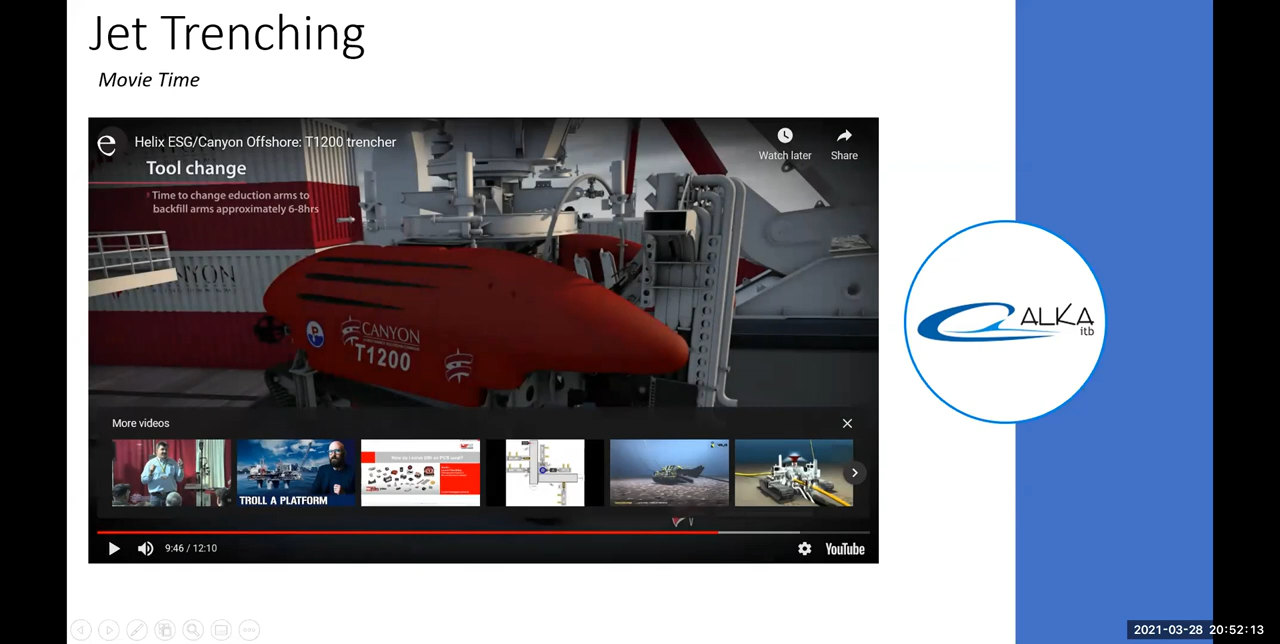 Jet Trenching
Movie Time
Helix ESG/Canyon Offshore: T1200 trencher
Watch later
Share
Tool change
Time to change eduction arms to
backfill arms approximately 6-8hrs
CANYON
T1200
ALKA
itb
More videos
TROLL A PLATFORM
9:46 / 12:10
YouTube
2021-03-28 20:52:13